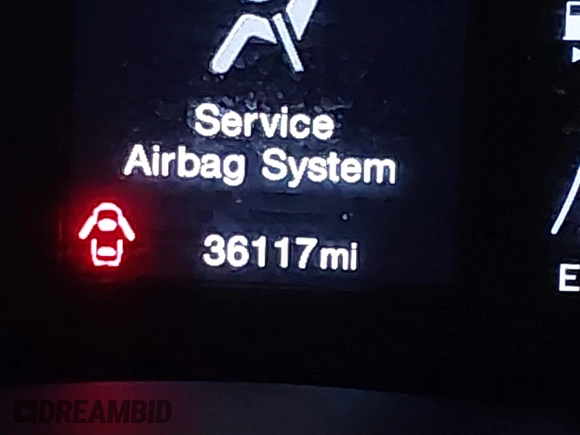 Service
Airbag System
36117mi
E
DREAMBID